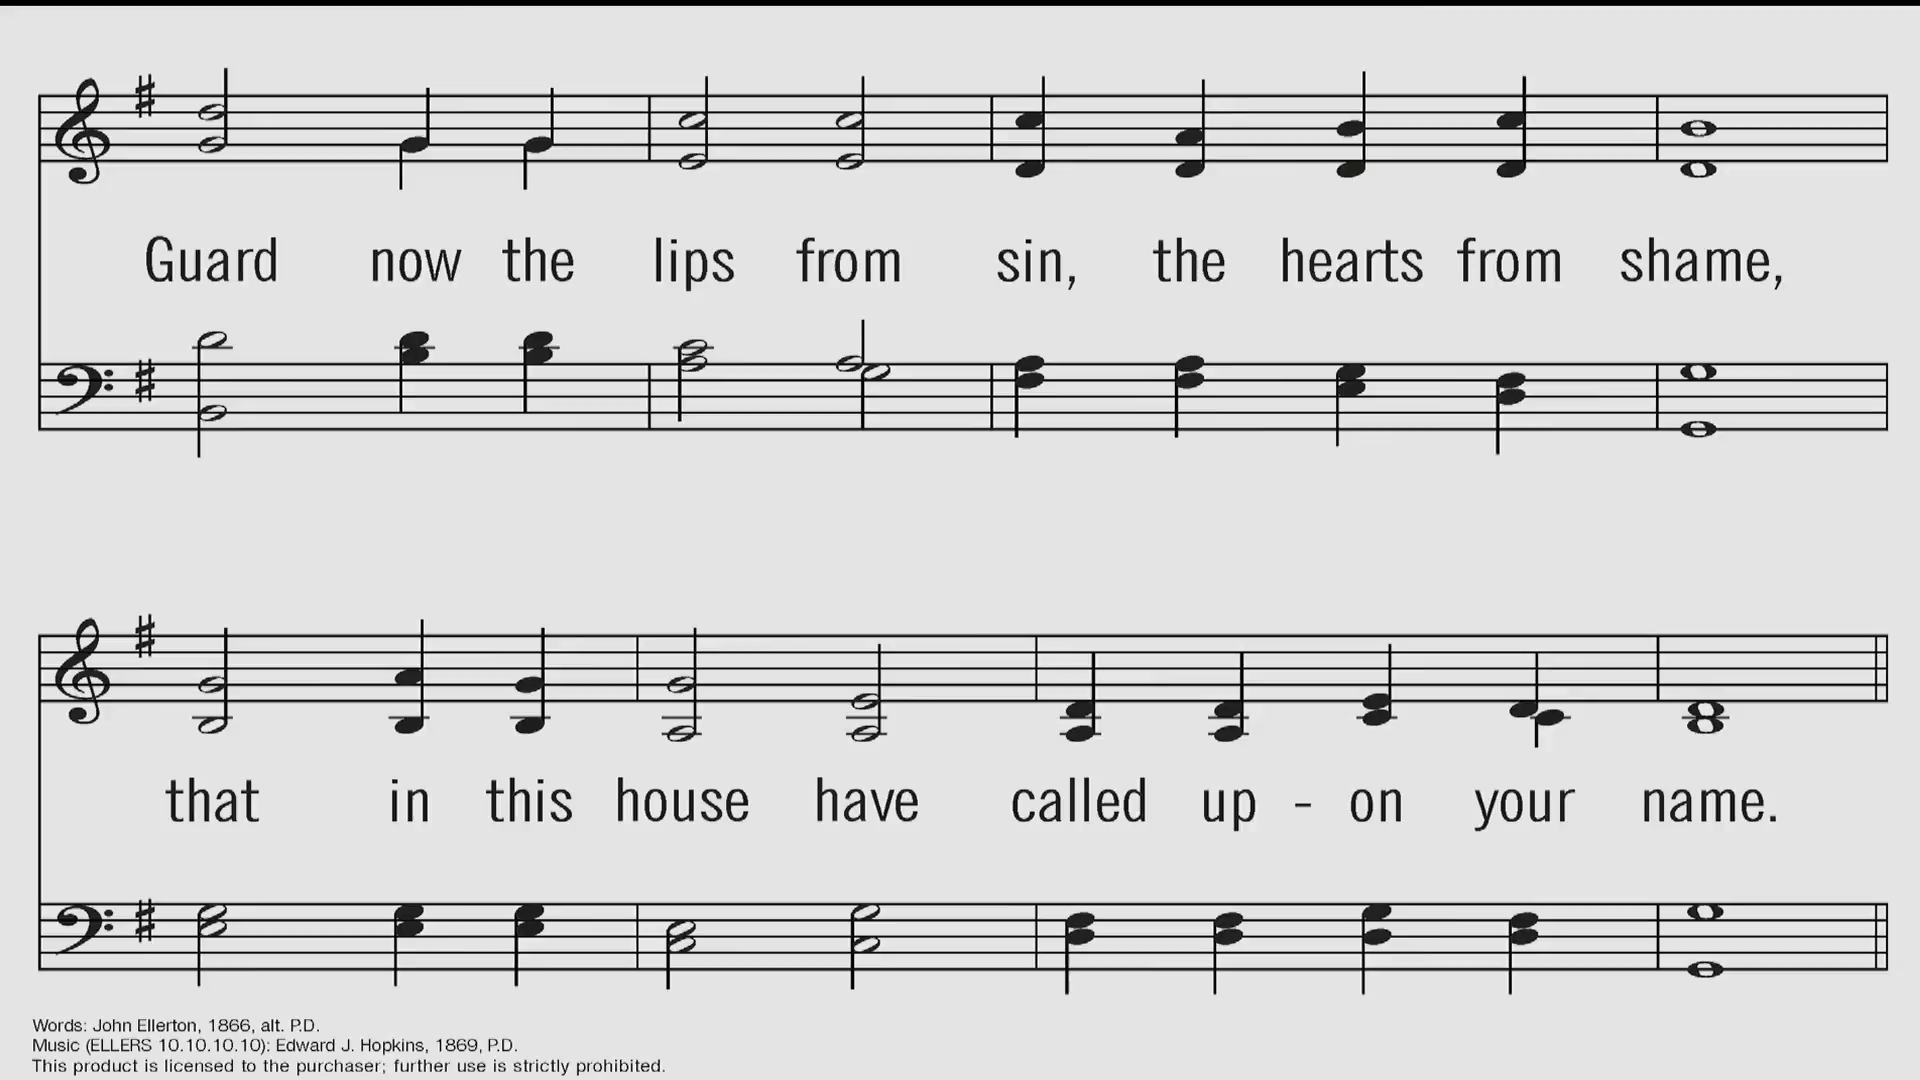 Guard now the lips from sin, the hearts from shame,
that in this house have called up - on your name.
Words: John Ellerton, 1866, alt. P.D.
Music (ELLERS 10.10.10.10): Edward J. Hopkins, 1869, P.D.
This product is licensed to the purchaser; further use is strictly prohibited.